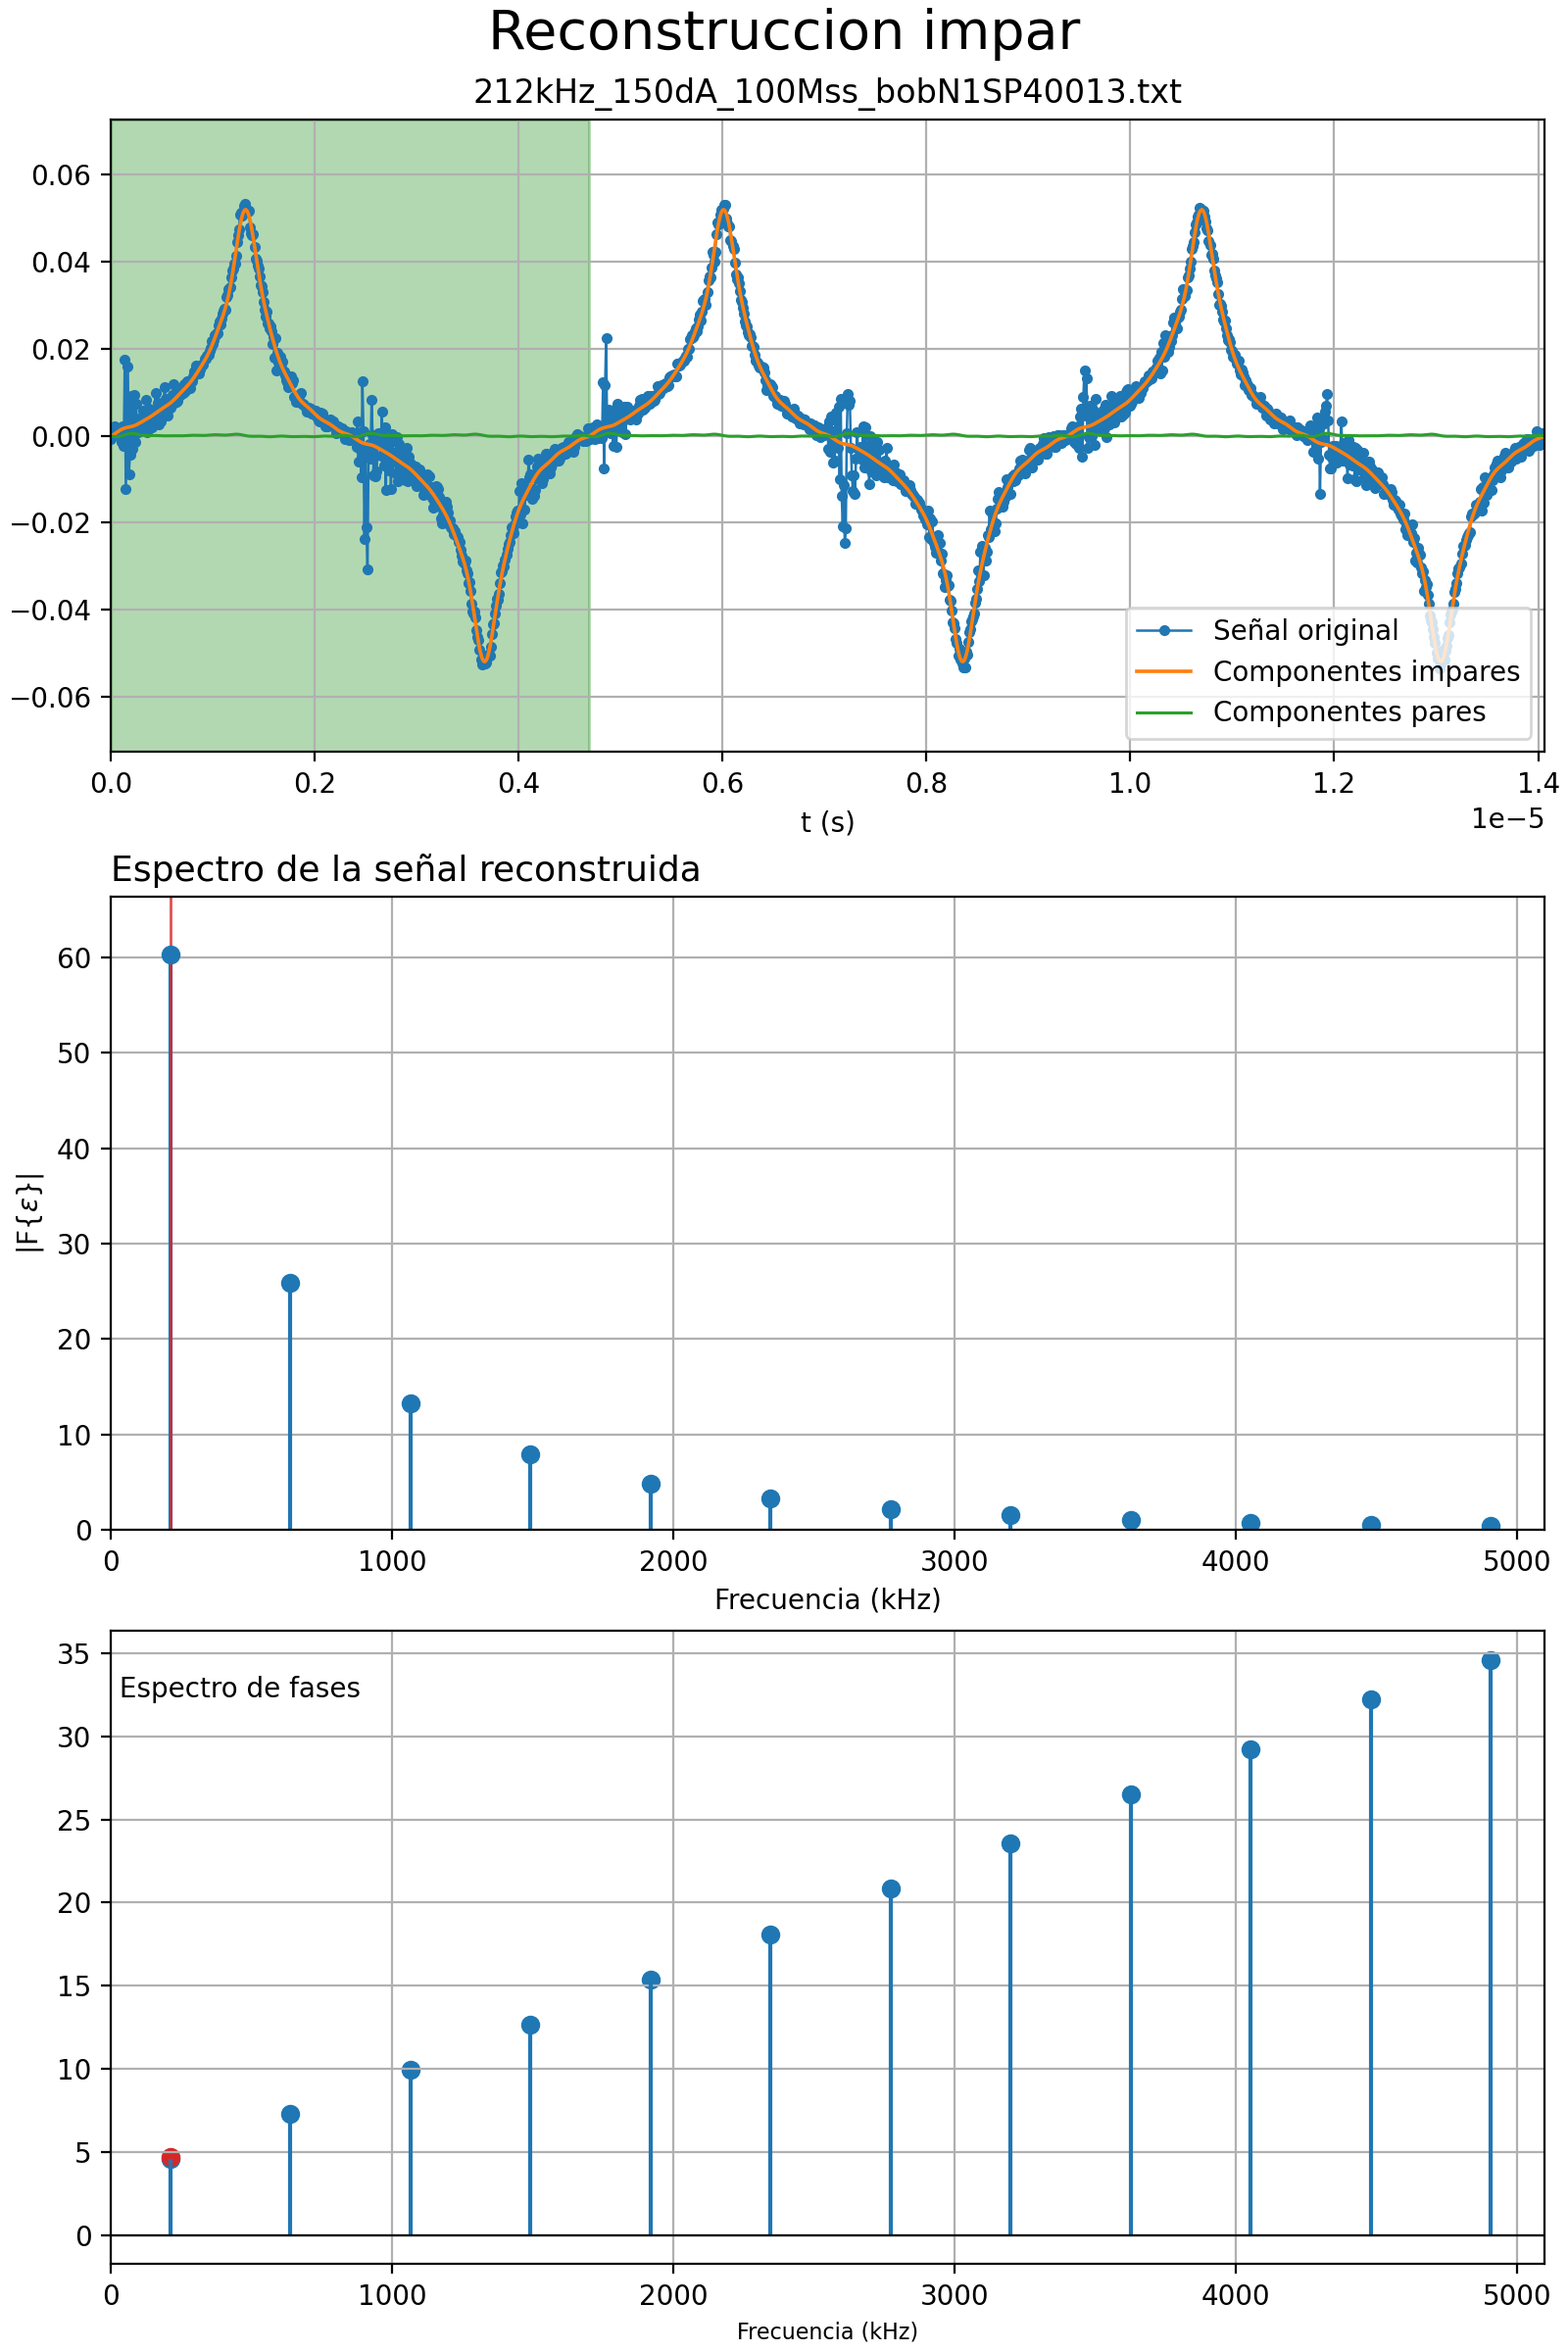 Reconstruccion impar
212kHz_150dA_100Mss_bobN1SP40013.txt
0.06
0.04
0.02
0.00
−0.02
−0.04
−0.06
Señal original
Componentes impares
Componentes pares
0.0 0.2 0.4 0.6 0.8 1.0 1.2 1.4
1e−5
t (s)
Espectro de la señal reconstruida
60
50
40
30
20
10
0
|F{ε}|
0 1000 2000 3000 4000 5000
Frecuencia (kHz)
Espectro de fases
35
30
25
20
15
10
5
0
0 1000 2000 3000 4000 5000
Frecuencia (kHz)